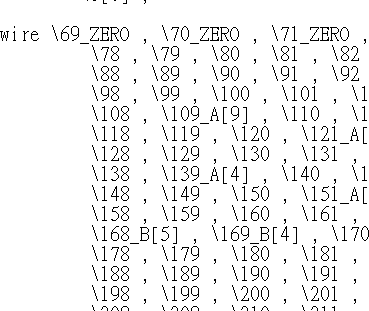 wire \69_ZERO , \70_ZERO , \71_ZERO ,
\78 , \79 , \80 , \81 , \82
\88 , \89 , \90 , \91 , \92
\98 , \99 , \100 , \101 , \1
\108 , \109_A[9] , \110 , \1
\118 , \119 , \120 , \121_A[
\128 , \129 , \130 , \131 ,
\138 , \139_A[4] , \140 , \1
\148 , \149 , \150 , \151_A[
\158 , \159 , \160 , \161 ,
\168_B[5] , \169_B[4] , \170
\178 , \179 , \180 , \181 ,
\188 , \189 , \190 , \191 ,
\198 , \199 , \200 , \201 ,